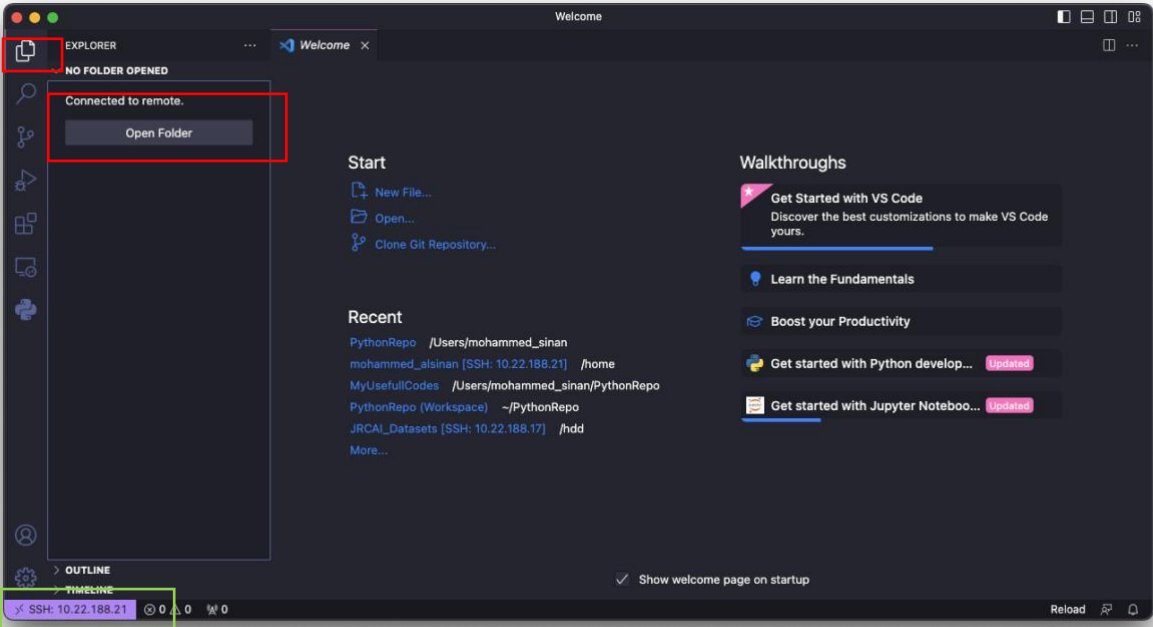 Welcome
EXPLORER
Welcome
NO FOLDER OPENED
Connected to remote.
Open Folder
Start
New File...
Open...
Clone Git Repository...
Recent
PythonRepo /Users/mohammed_sinan
mohammed_alsinan [SSH: 10.22.188.21] /home
MyUsefullCodes /Users/mohammed_sinan/PythonRepo
PythonRepo (Workspace) ~/PythonRepo
JRCAI_Datasets [SSH: 10.22.188.17] /hdd
More...
Walkthroughs
Get Started with VS Code
Discover the best customizations to make VS Code
yours.
Learn the Fundamentals
Boost your Productivity
Get started with Python develop... Updated
Get started with Jupyter Noteboo... Updated
OUTLINE
TIMELINE
Show welcome page on startup
SSH: 10.22.188.21 0 0 0 Reload